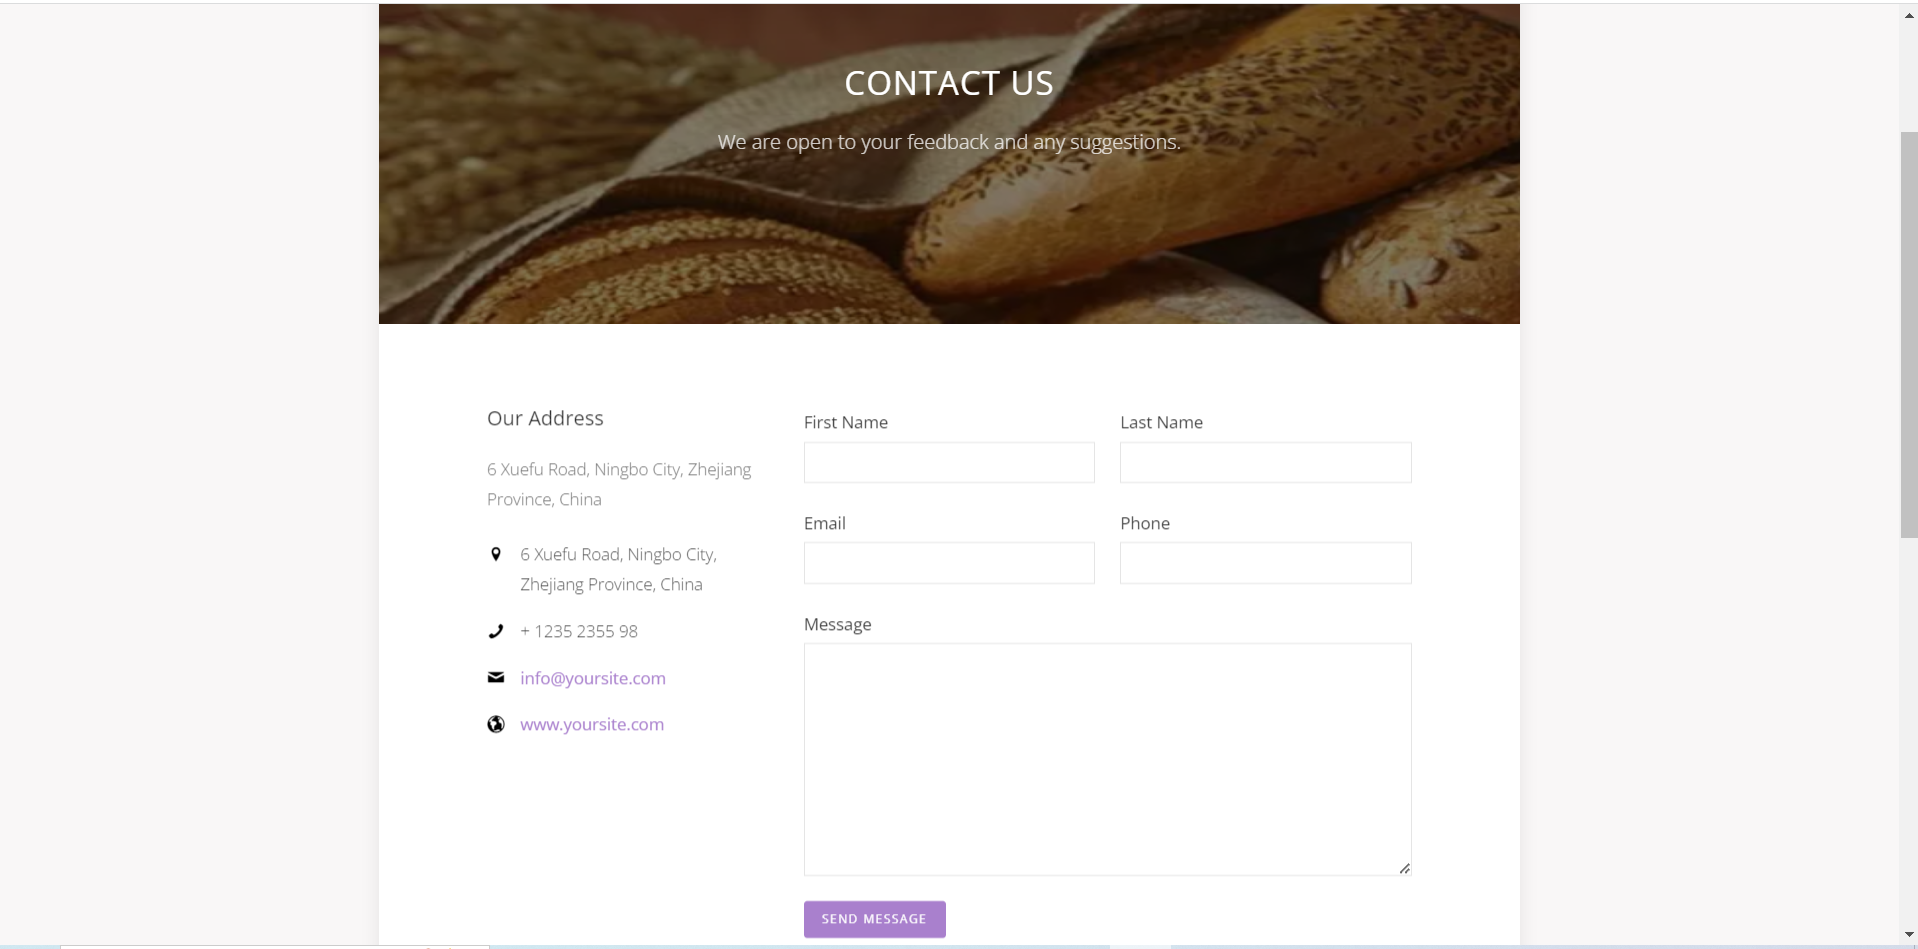 CONTACT US
We are open to your feedback and any suggestions.
Our Address
6 Xuefu Road, Ningbo City, Zhejiang
Province, China
6 Xuefu Road, Ningbo City,
Zhejiang Province, China
+ 1235 2355 98
info@yoursite.com
www.yoursite.com
First Name
Last Name
Email
Phone
Message
SEND MESSAGE